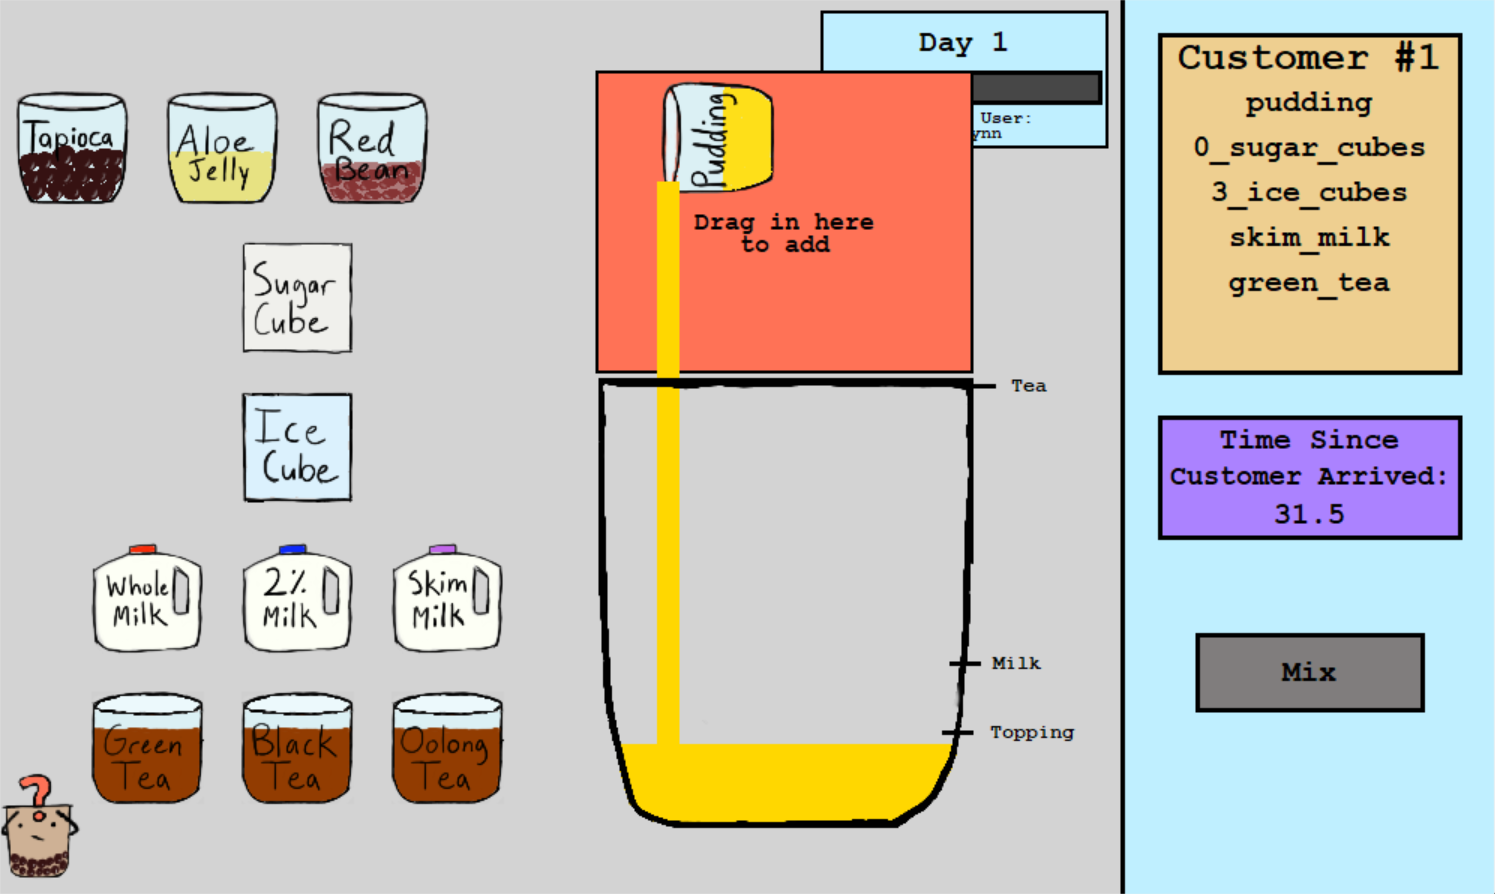 Day 1
User:
ynn
Tapioca
Aloe
Jelly
Red
Bean
Pudding
Drag in here
to add
Sugar
Cube
Ice
Cube
Whole
Milk
2%
Milk
Skim
Milk
Green
Tea
Black
Tea
Oolong
Tea
?
Tea
Milk
Topping
Customer #1
pudding
0_sugar_cubes
3_ice_cubes
skim_milk
green_tea
Time Since
Customer Arrived:
31.5
Mix